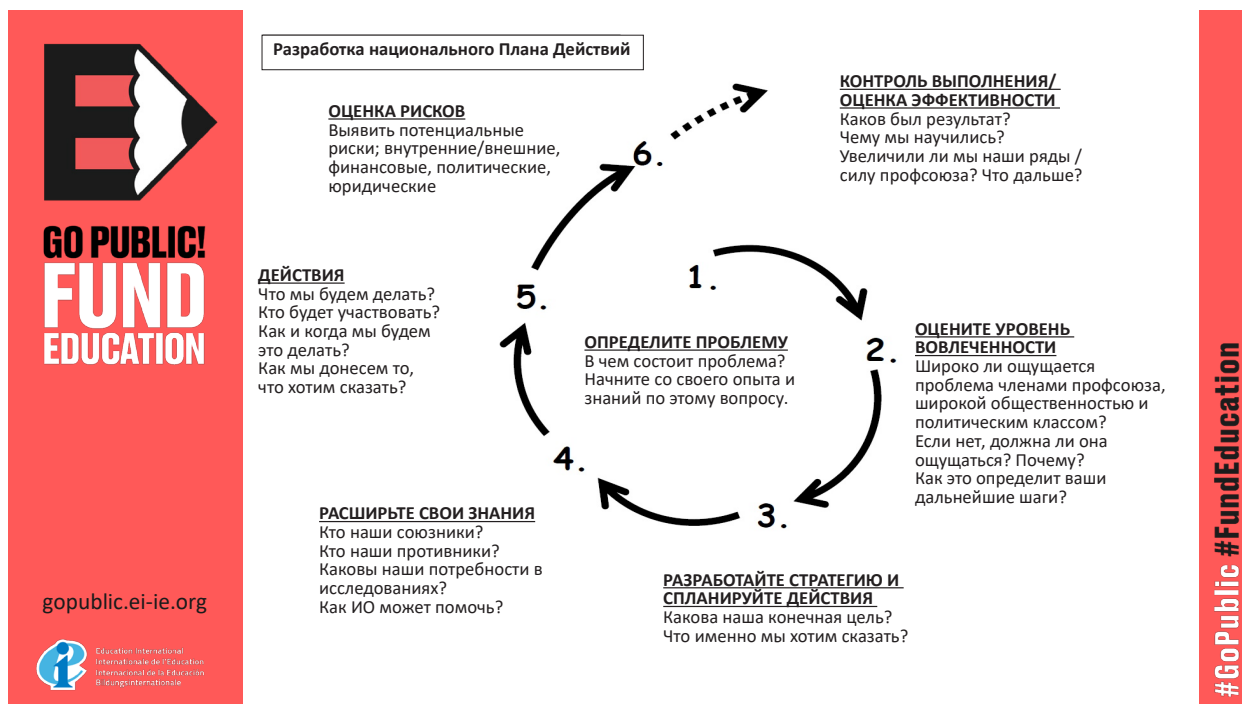 Разработка национального Плана Действий
GO PUBLIC!
FUND
EDUCATION
gopublic.ei-ie.org
Education International
Internationale de l'Education
Internacional de la Educación
Bildungsinternationale
1.
ОПРЕДЕЛИТЕ ПРОБЛЕМУ
В чем состоит проблема?
Начните со своего опыта и
знаний по этому вопросу.
2.
ОЦЕНИТЕ УРОВЕНЬ
ВОВЛЕЧЕННОСТИ
Широко ли ощущается
проблема членами профсоюза,
широкой общественностью и
политическим классом?
Если нет, должна ли она
ощущаться? Почему?
Как это определит ваши
дальнейшие шаги?
3.
РАЗРАБОТАЙТЕ СТРАТЕГИЮ И
СПЛАНИРУЙТЕ ДЕЙСТВИЯ
Какова наша конечная цель?
Что именно мы хотим сказать?
4.
РАСШИРЬТЕ СВОИ ЗНАНИЯ
Кто наши союзники?
Кто наши противники?
Каковы наши потребности в
исследованиях?
Как ИО может помочь?
5.
ДЕЙСТВИЯ
Что мы будем делать?
Кто будет участвовать?
Как и когда мы будем
это делать?
Как мы донесем то,
что хотим сказать?
6.
ОЦЕНКА РИСКОВ
Выявить потенциальные
риски; внутренние/внешние,
финансовые, политические,
юридические
КОНТРОЛЬ ВЫПОЛНЕНИЯ/
ОЦЕНКА ЭФФЕКТИВНОСТИ
Каков был результат?
Чему мы научились?
Увеличили ли мы наши ряды /
силу профсоюза? Что дальше?
#GoPublic #FundEducation